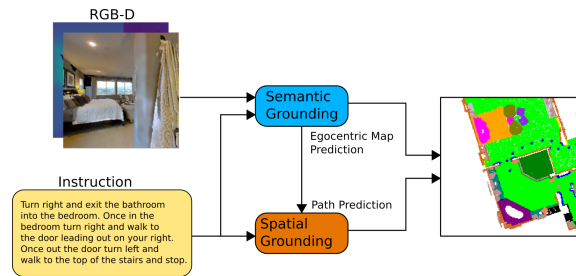 RGB-D
Semantic
Grounding
Egocentric Map
Prediction
Instruction
Turn right and exit the bathroom
into the bedroom. Once in the
bedroom turn right and walk to
the door leading out on your right.
Once out the door turn left and
walk to the top of the stairs and stop.
Path Prediction
Spatial
Grounding